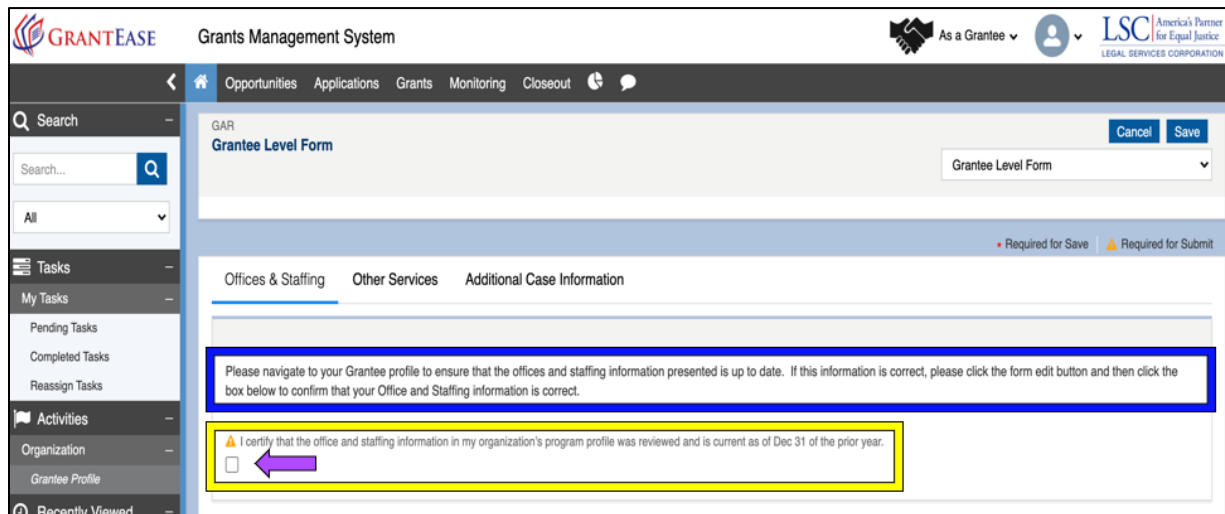 GRANTEASE
Grants Management System
As a Grantee
LSC
America's Partner
for Equal Justice
LEGAL SERVICES CORPORATION
Opportunities Applications Grants Monitoring Closeout
Search
Search...
All
Tasks
My Tasks
Pending Tasks
Completed Tasks
Reassign Tasks
Activities
Organization
Grantee Profile
Recently Viewed
GAR
Grantee Level Form
Cancel Save
Grantee Level Form
Required for Save Required for Submit
Offices & Staffing Other Services Additional Case Information
Please navigate to your Grantee profile to ensure that the offices and staffing information presented is up to date. If this information is correct, please click the form edit button and then click the
box below to confirm that your Office and Staffing information is correct.
I certify that the office and staffing information in my organization's program profile was reviewed and is current as of Dec 31 of the prior year.